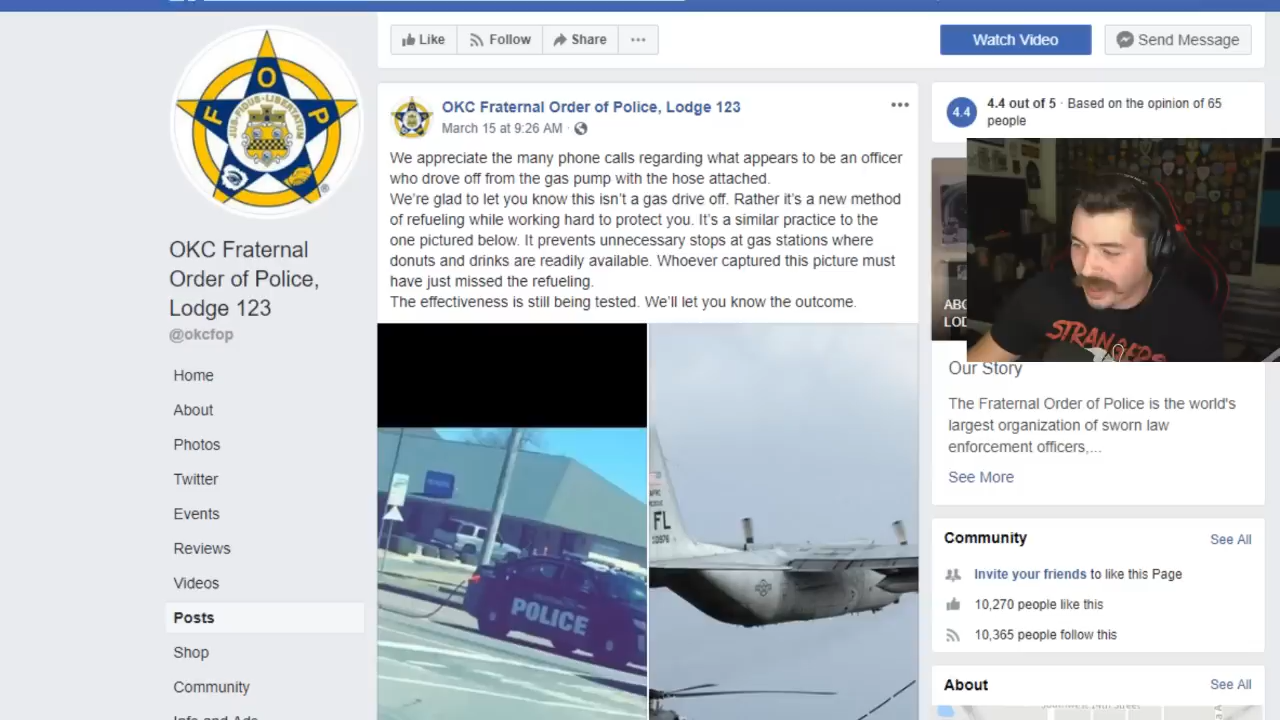 FOP
JUS·FIDUS·LIBERTATUM
OKC Fraternal
Order of Police,
Lodge 123
@okcfop
Home
About
Photos
Twitter
Events
Reviews
Videos
Posts
Shop
Community
Info and Ads
Like
Follow
Share
Watch Video
Send Message
OKC Fraternal Order of Police, Lodge 123
March 15 at 9:26 AM ·
We appreciate the many phone calls regarding what appears to be an officer
who drove off from the gas pump with the hose attached.
We're glad to let you know this isn't a gas drive off. Rather it's a new method
of refueling while working hard to protect you. It's a similar practice to the
one pictured below. It prevents unnecessary stops at gas stations where
donuts and drinks are readily available. Whoever captured this picture must
have just missed the refueling.
The effectiveness is still being tested. We'll let you know the outcome.
POLICE
FL
4.4
4.4 out of 5 · Based on the opinion of 65
people
STRANGERS
Our Story
The Fraternal Order of Police is the world's
largest organization of sworn law
enforcement officers,...
See More
Community
See All
Invite your friends to like this Page
10,270 people like this
10,365 people follow this
About
See All